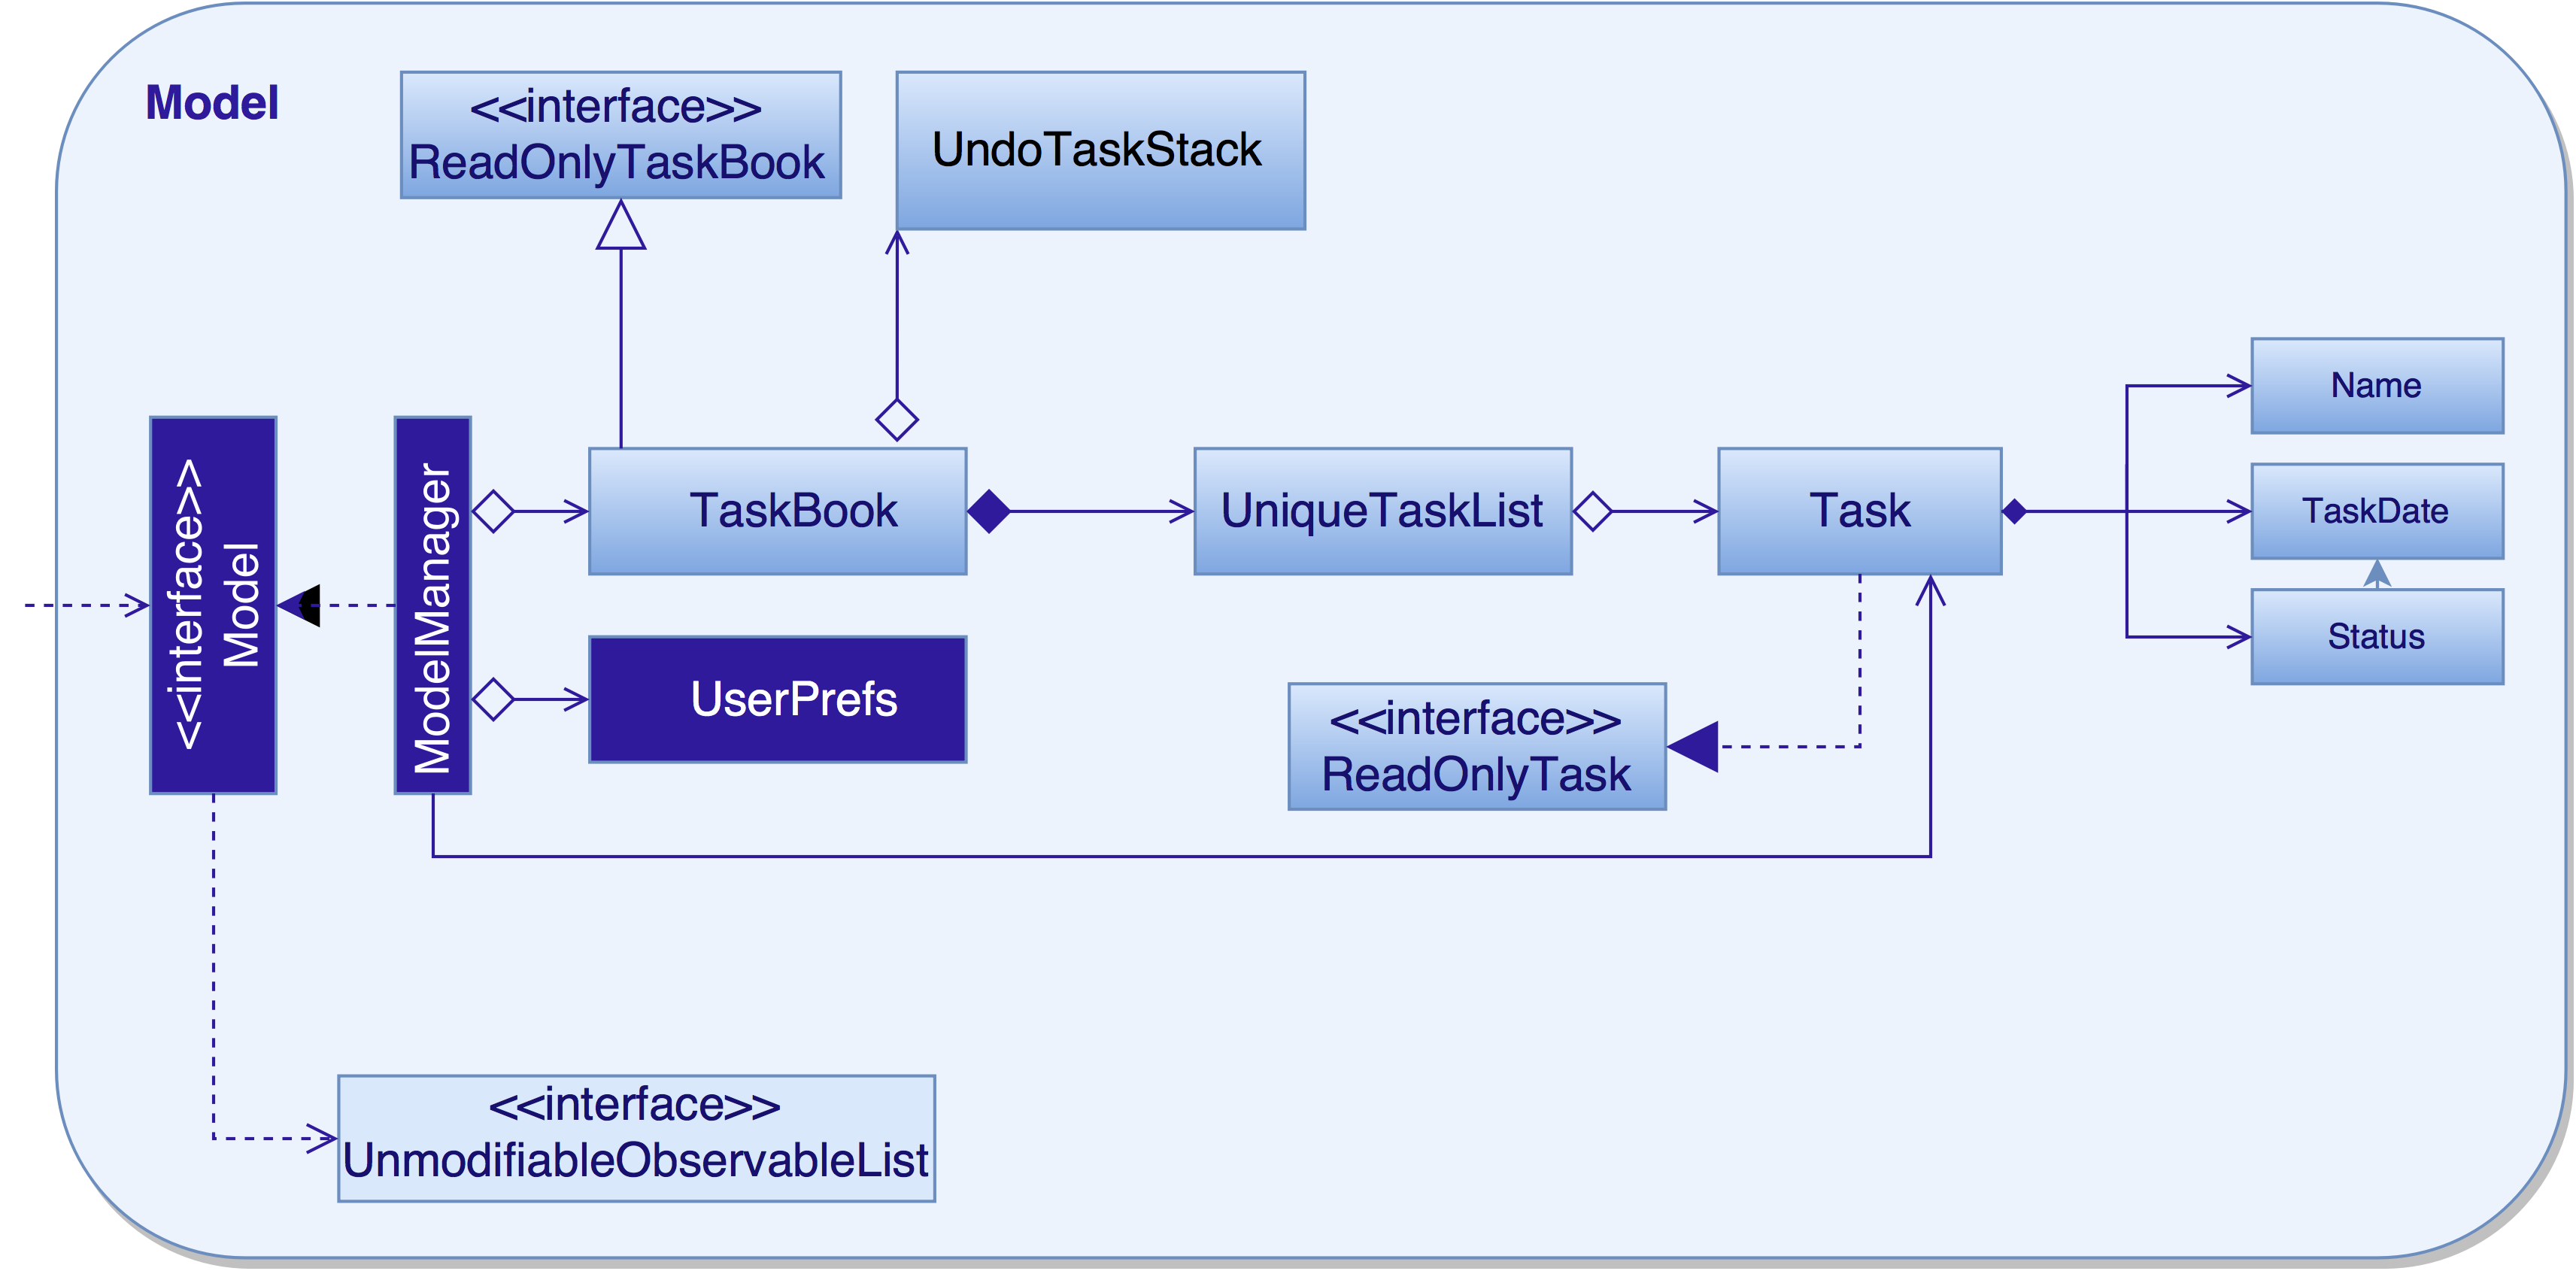 Model
<<interface>>
ReadOnlyTaskBook
UndoTaskStack
<<interface>>
Model
ModelManager
TaskBook
UniqueTaskList
Task
Name
TaskDate
Status
UserPrefs
<<interface>>
ReadOnlyTask
<<interface>>
UnmodifiableObservableList